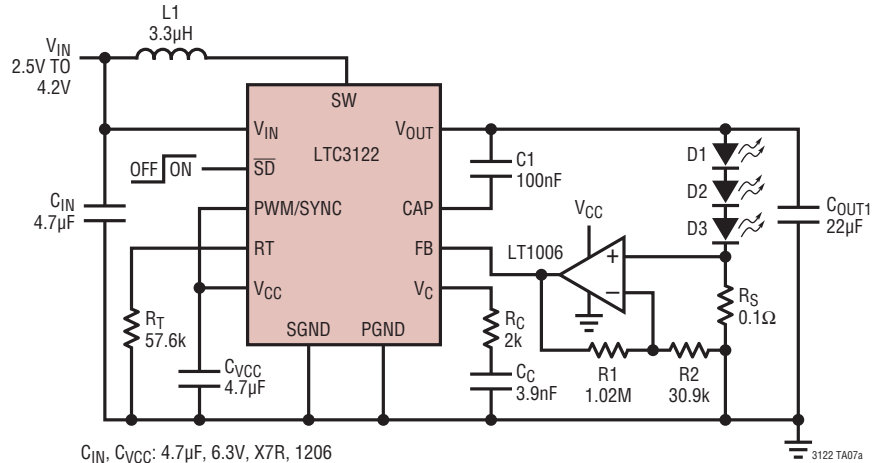 L1
3.3µH
VIN
2.5V TO
4.2V
SW
VIN
VOUT
LTC3122
OFF ON
SD
C1
100nF
D1
D2
D3
CIN
4.7µF
PWM/SYNC
CAP
VCC
COUT1
22µF
RT
FB
LT1006
+
−
VCC
VC
RT
57.6k
RS
0.1Ω
SGND
PGND
RC
2k
CVCC
4.7µF
CC
3.9nF
R1
1.02M
R2
30.9k
CIN, CVCC: 4.7µF, 6.3V, X7R, 1206
3122 TA07a